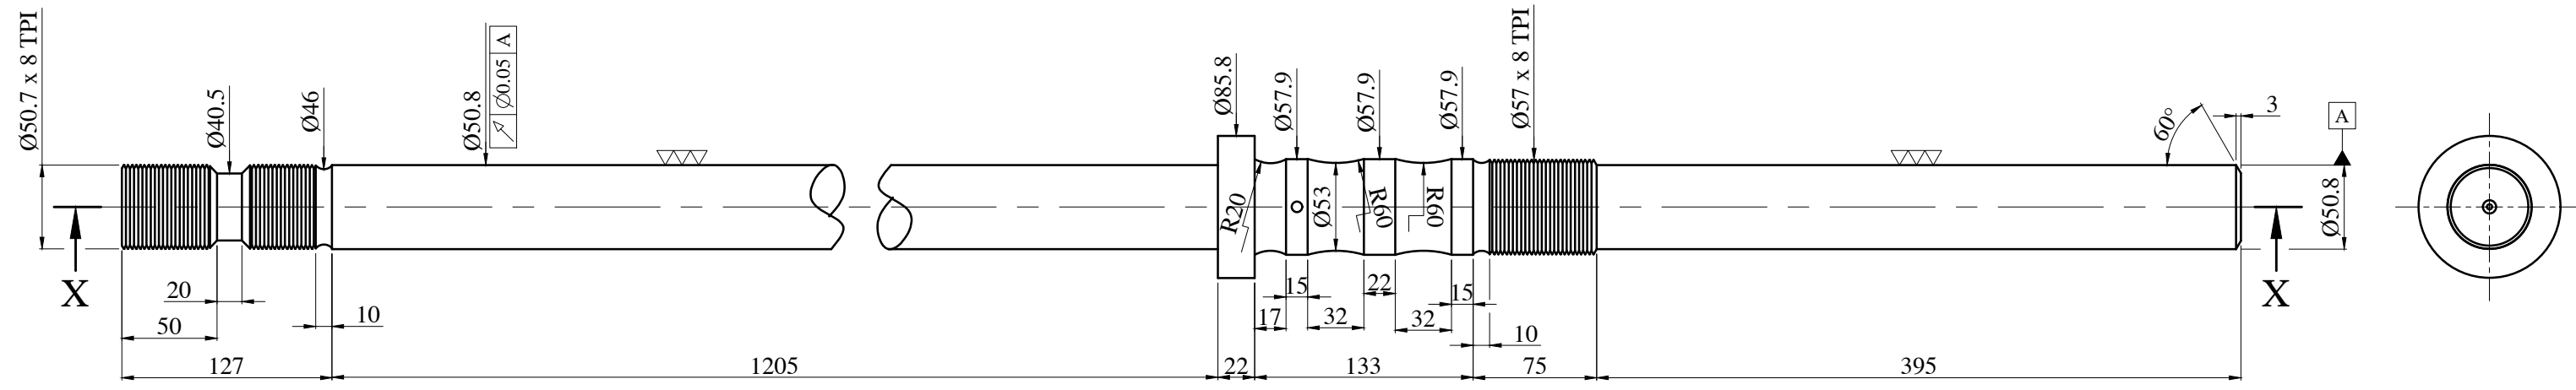 Ø50.7 x 8 TPI
Ø40.5
Ø46
Ø50.8
Ø0.05 A
Ø85.8
Ø57.9
Ø57.9
Ø57.9
Ø57 x 8 TPI
60°
3
A
R20
Ø53
R60
R60
Ø50.8
X
X
20
10
50
15
22
15
17
32
32
10
127
1205
22
133
75
395